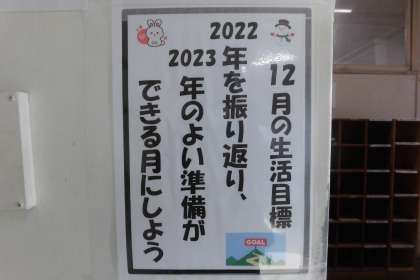 12月の生活目標
2022年を振り返り、
2023年のよい準備が
できる月にしよう
GOAL